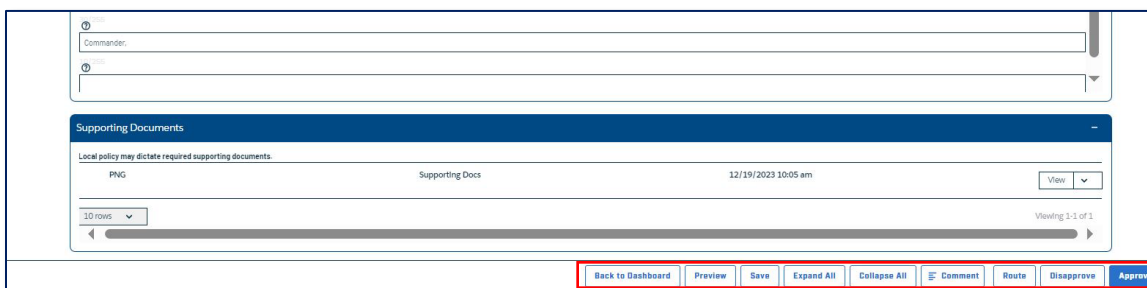 Commander,
Supporting Documents
Local policy may dictate required supporting documents.
PNG Supporting Docs 12/19/2023 10:05 am View
10 rows Viewing 1-1 of 1
Back to Dashboard Preview Save Expand All Collapse All Comment Route Disapprove Approv